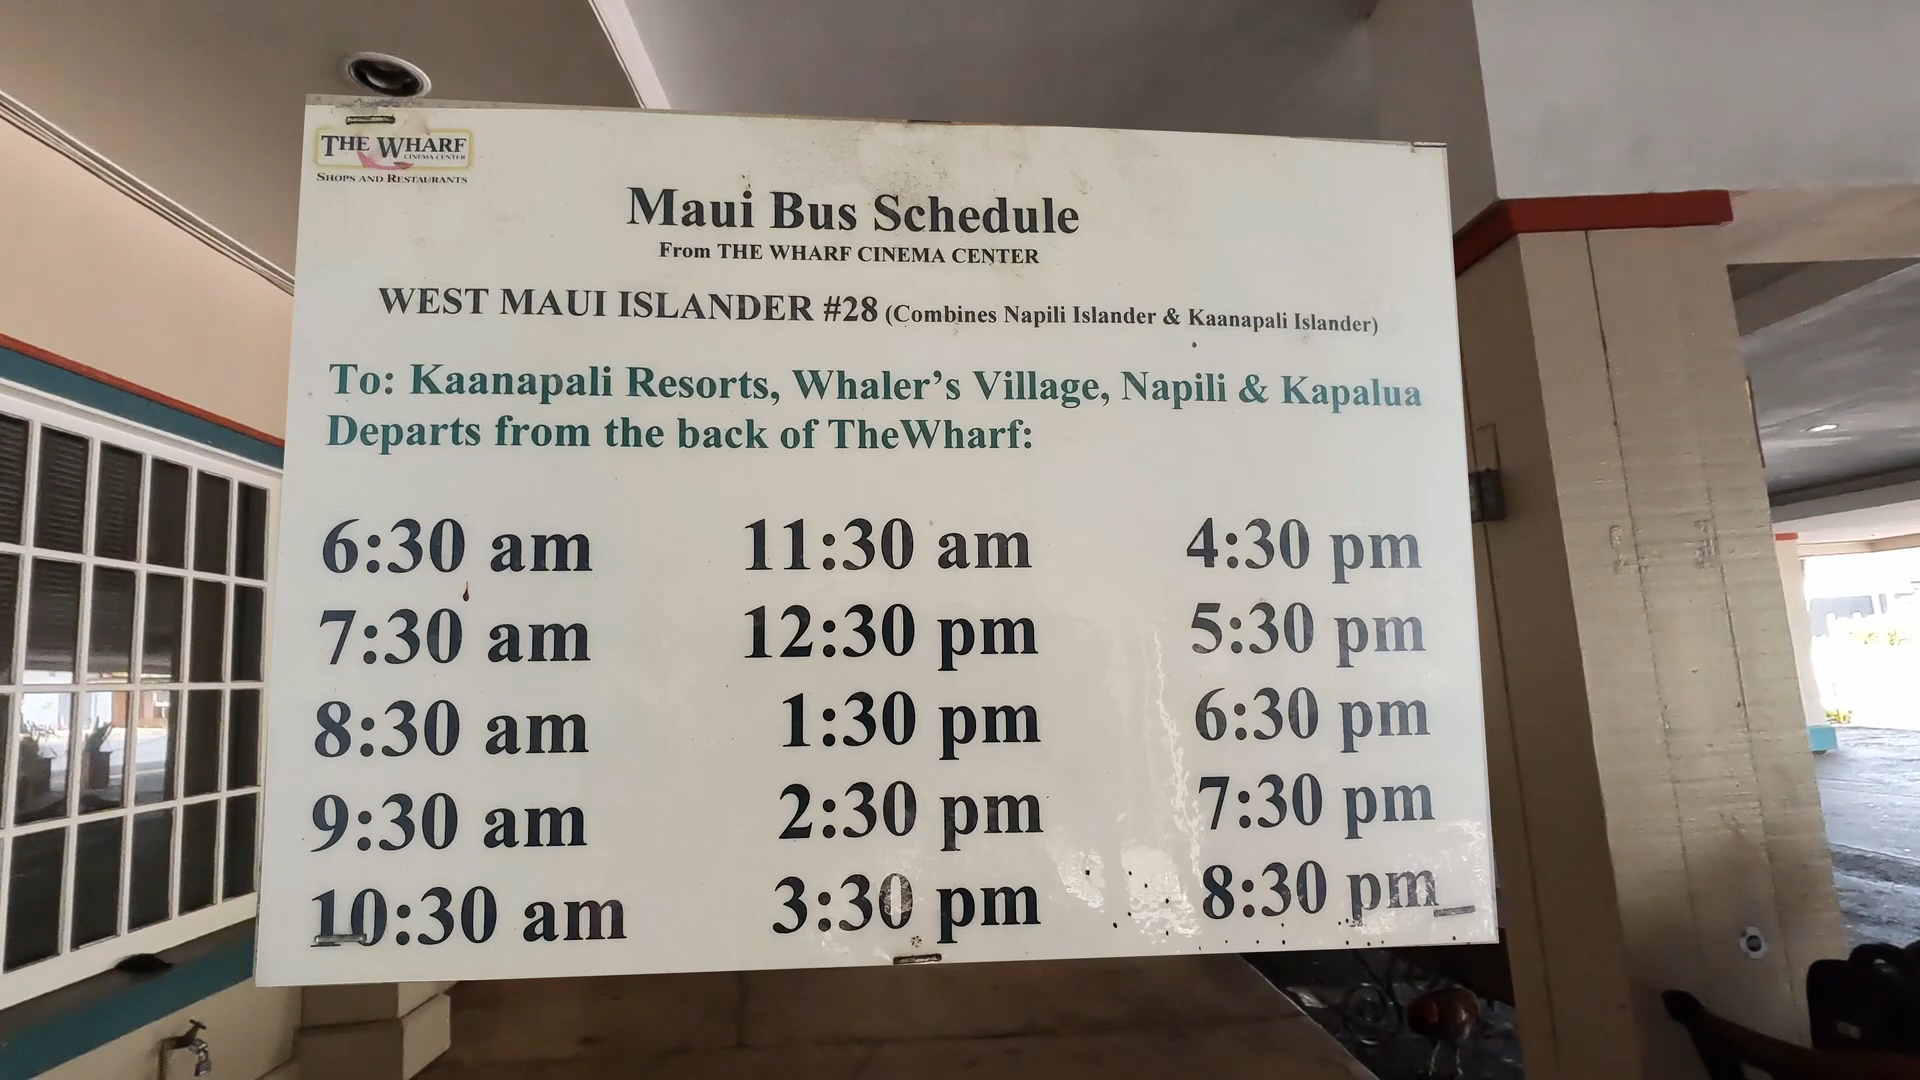 THE WHARF
CINEMA CENTER
SHOPS AND RESTAURANTS
Maui Bus Schedule
From THE WHARF CINEMA CENTER
WEST MAUI ISLANDER #28 (Combines Napili Islander & Kaanapali Islander)
To: Kaanapali Resorts, Whaler’s Village, Napili & Kapalua
Departs from the back of TheWharf:
6:30 am 11:30 am 4:30 pm
7:30 am 12:30 pm 5:30 pm
8:30 am 1:30 pm 6:30 pm
9:30 am 2:30 pm 7:30 pm
10:30 am 3:30 pm 8:30 pm